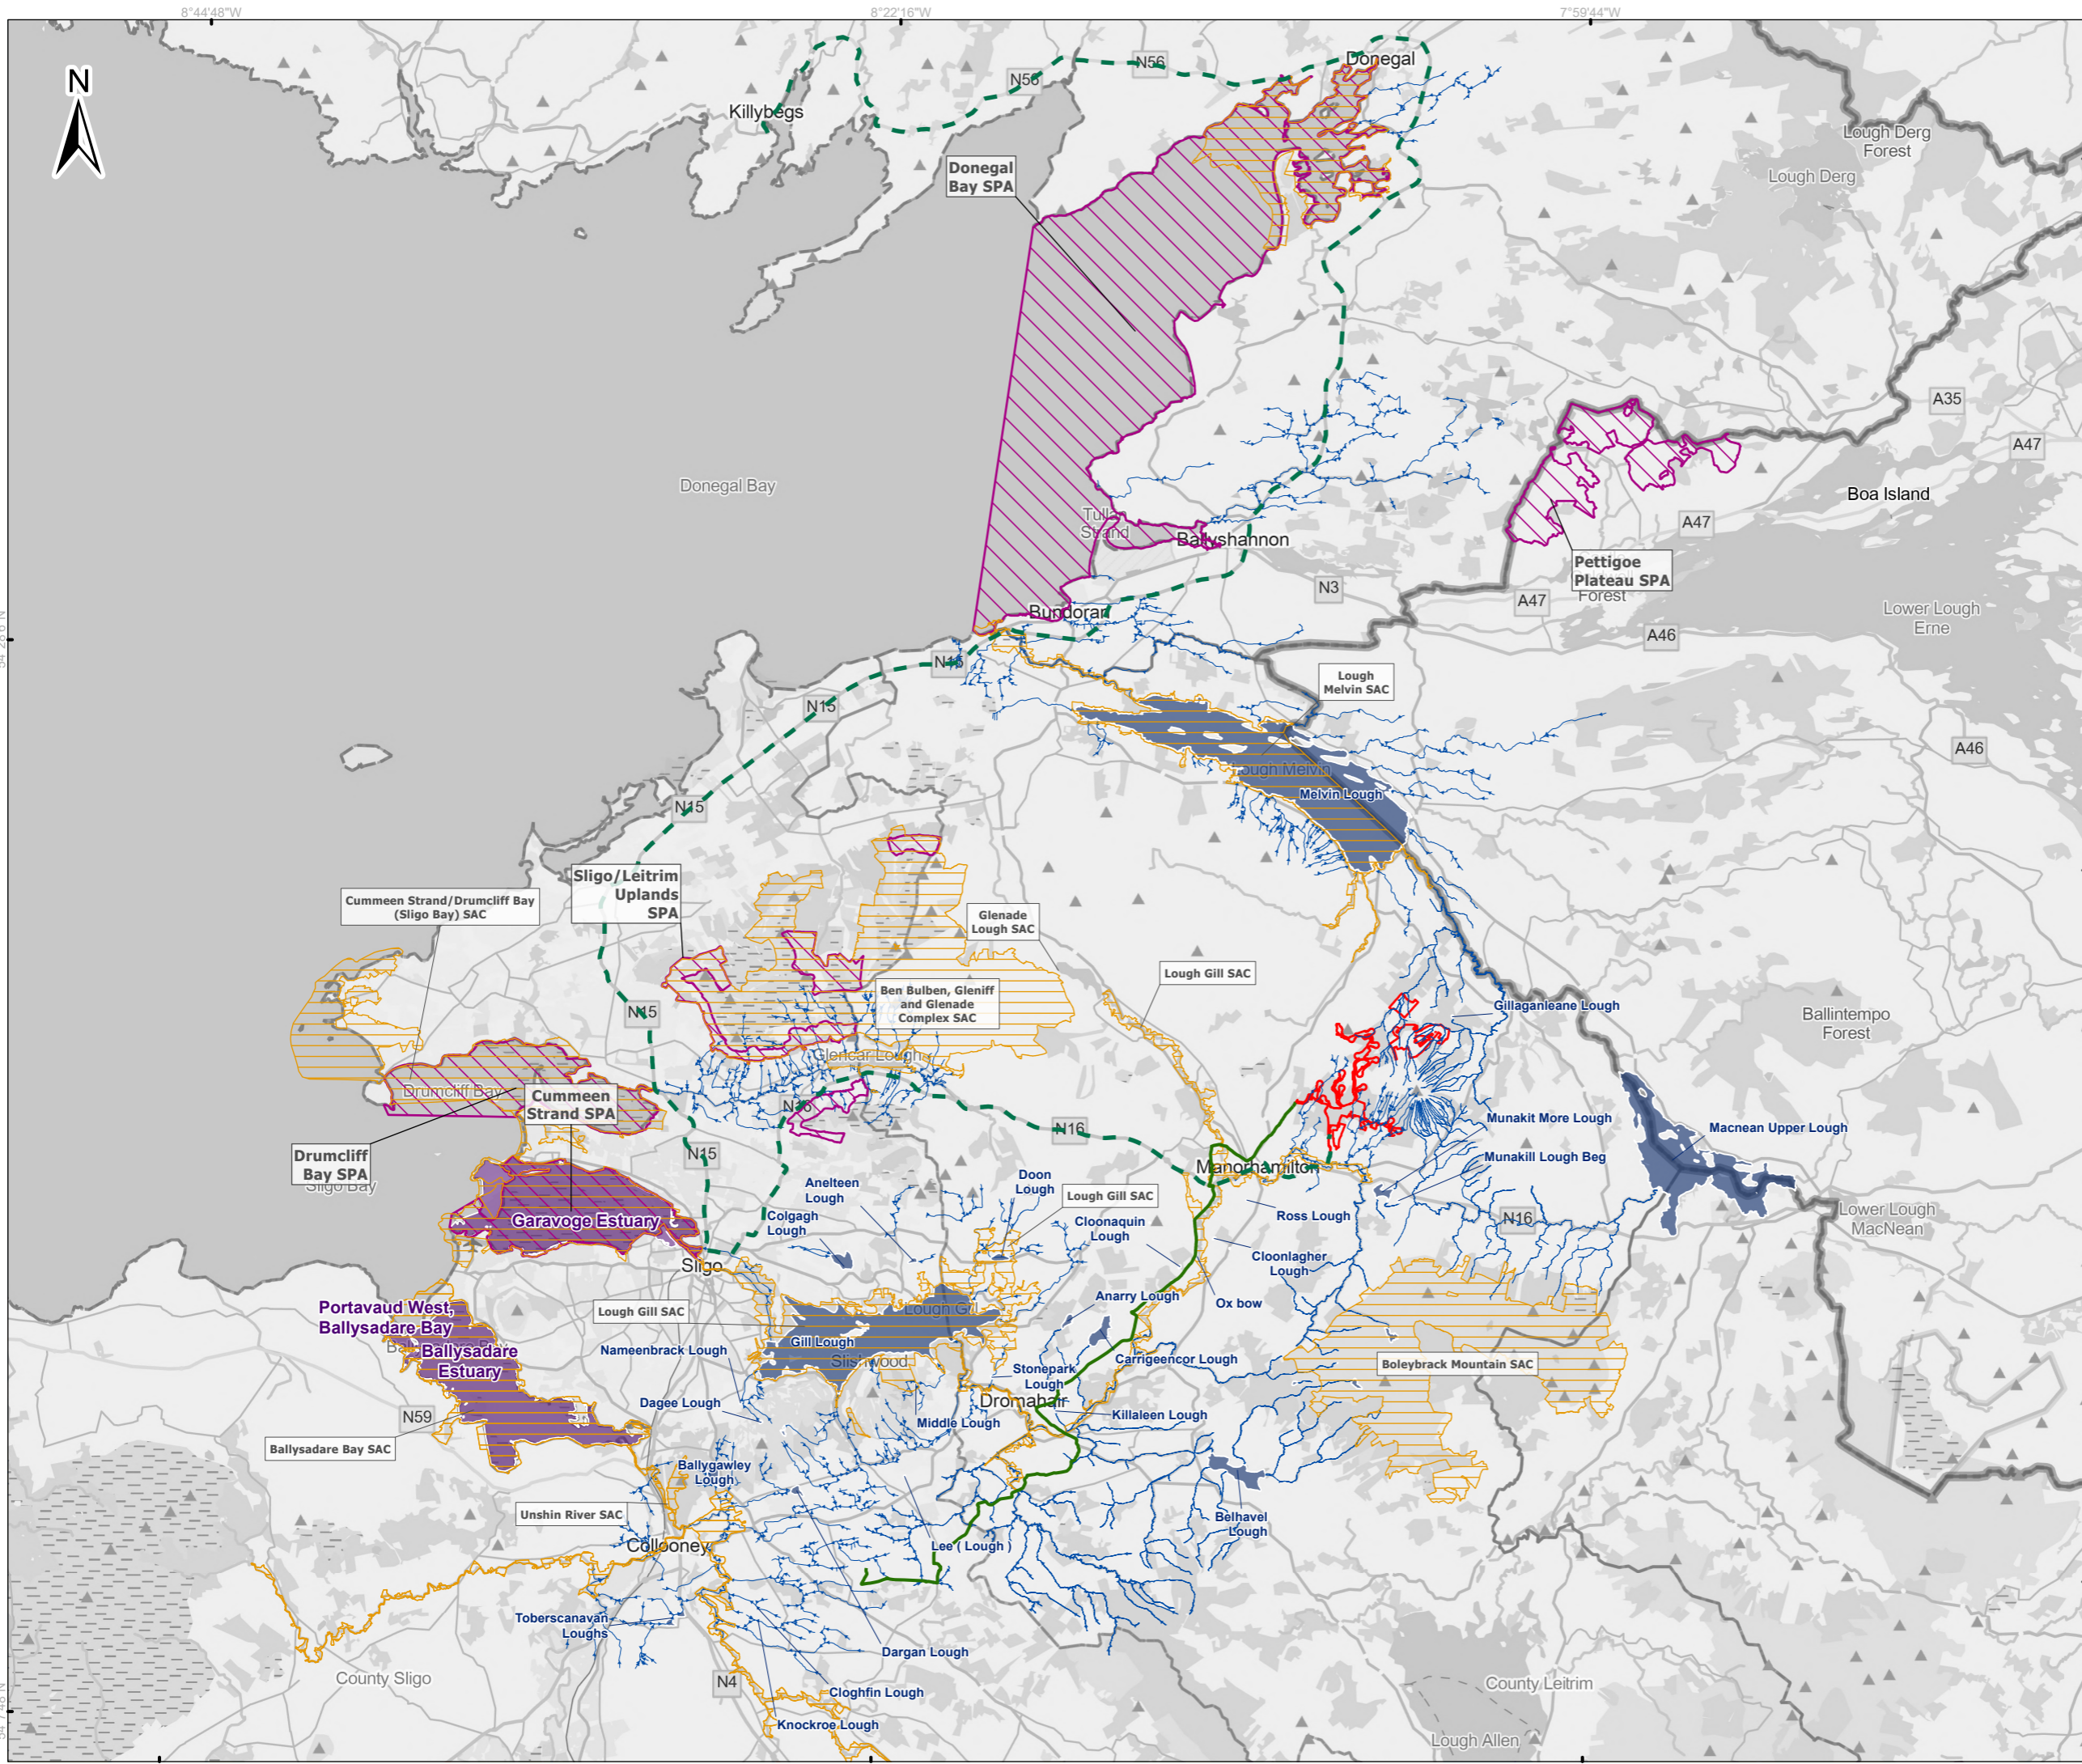 8°44'48"W
8°22'16"W
7°59'44"W
N
Donegal
N56
N56
Killybegs
Lough Derg
Forest
Lough Derg
Donegal
Bay SPA
A35
A47
Donegal Bay
Boa Island
Tullan
Strand
A47
Ballyshannon
Pettigoe
Plateau SPA
Forest
N3
A47
Bundoran
Lower Lough
Erne
A46
N15
Lough
Melvin SAC
N15
A46
Lough Melvin
Melvin Lough
N15
Sligo/Leitrim
Uplands
SPA
Cummeen Strand/Drumcliff Bay
(Sligo Bay) SAC
Glenade
Lough SAC
Lough Gill SAC
Ben Bulben, Gleniff
and Glenade
Complex SAC
Gillaganleane Lough
N15
Ballintempo
Forest
Glencar Lough
Drumcliff Bay
Cummeen
Strand SPA
N16
Munakit More Lough
N16
Macnean Upper Lough
N15
Munakill Lough Beg
Drumcliff
Bay SPA
Sligo Bay
Manorhamilton
Doon
Lough
Anelteen
Lough
Lough Gill SAC
Colgagh
Lough
Garavoge Estuary
Cloonaquin
Lough
Ross Lough
N16
Lower Lough
MacNean
Sligo
Cloonlagher
Lough
Anarry Lough
Ox bow
Portavaud West,
Ballysadare Bay
Lough Gill SAC
Lough Gill
Gill Lough
Ballysadare
Estuary
Nameenbrack Lough
Slishwood
Carrigeencor Lough
Boleybrack Mountain SAC
Stonepark
Lough
Dromahair
Dagee Lough
N59
Killaleen Lough
Middle Lough
Ballysadare Bay SAC
Ballygawley
Lough
Unshin River SAC
Belhavel
Lough
Collooney
Lee ( Lough )
Toberscanavan
Loughs
Dargan Lough
County Sligo
N4
County Leitrim
Cloghfin Lough
Knockroe Lough
Lough Allen